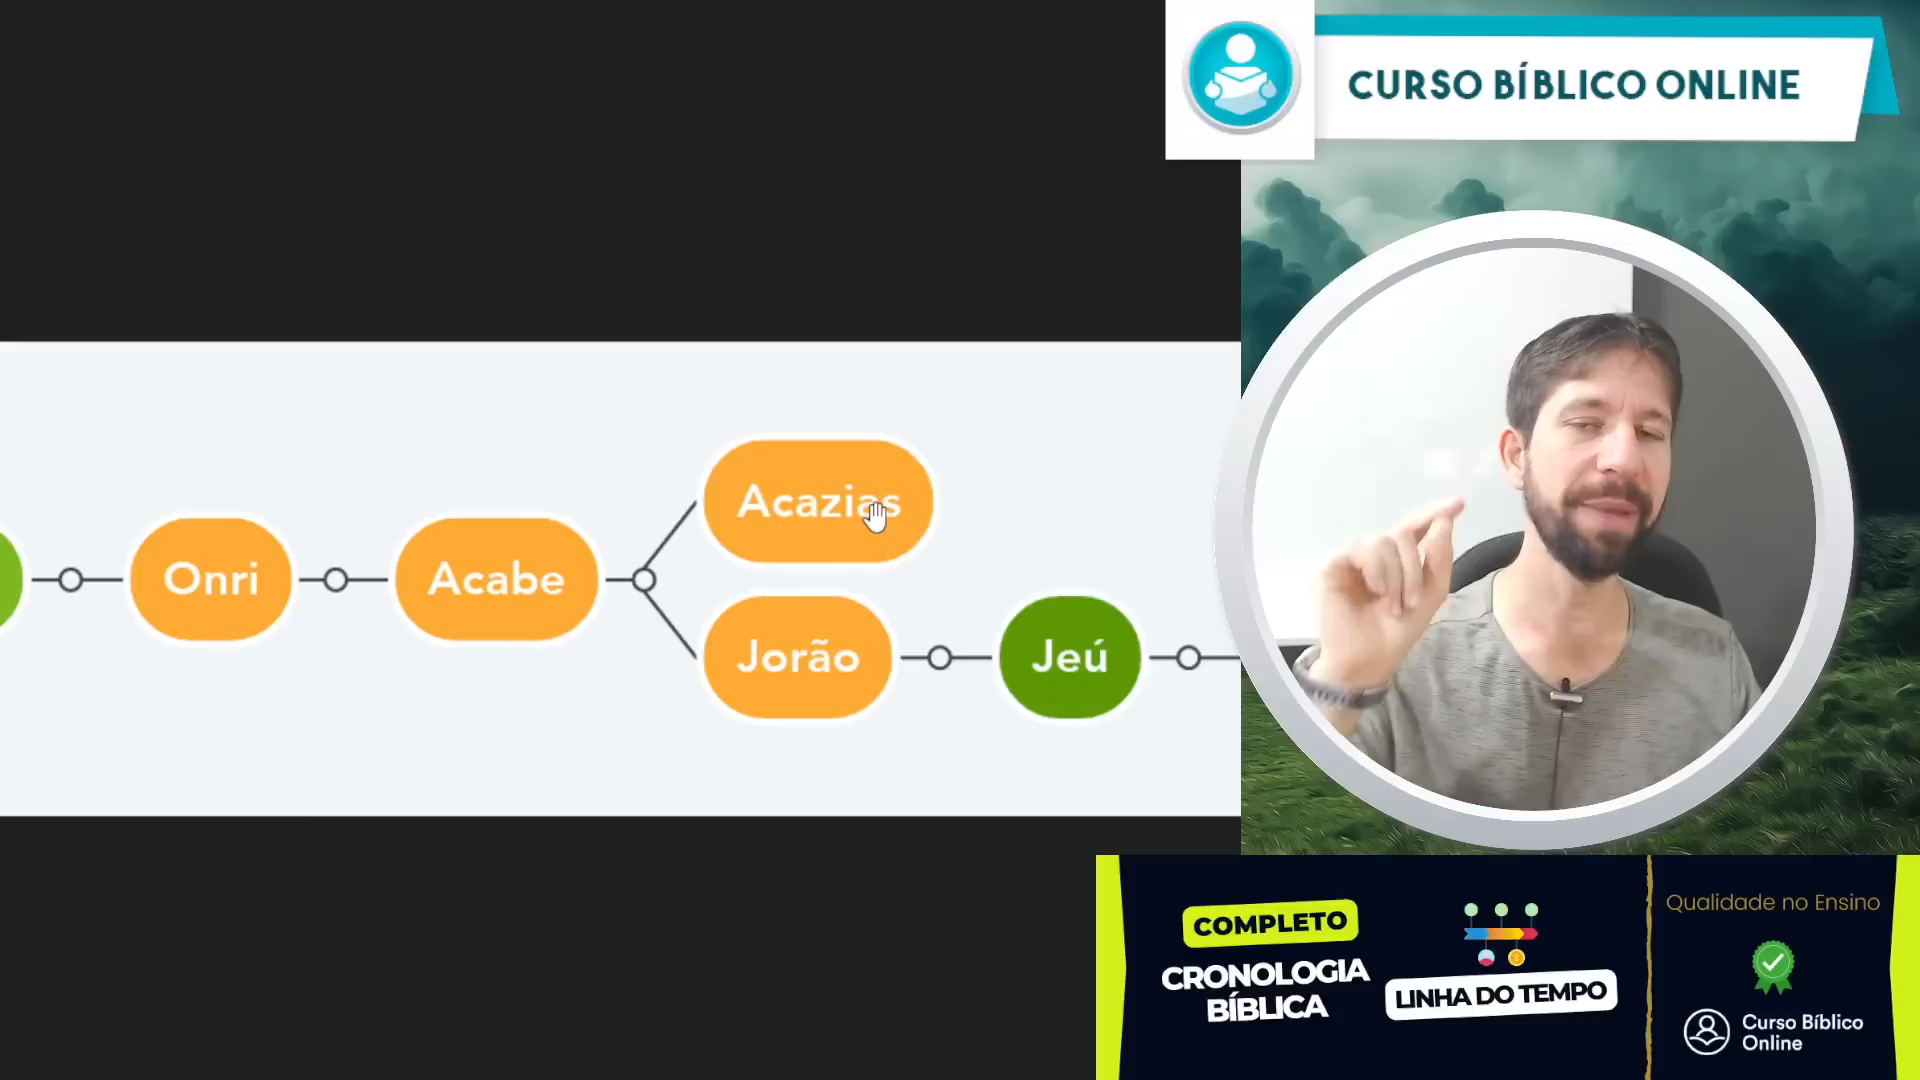 CURSO BÍBLICO ONLINE
Acazias
Onri
Acabe
Jorão
Jeú
COMPLETO
CRONOLOGIA
BÍBLICA
LINHA DO TEMPO
Qualidade no Ensino
Curso Bíblico
Online